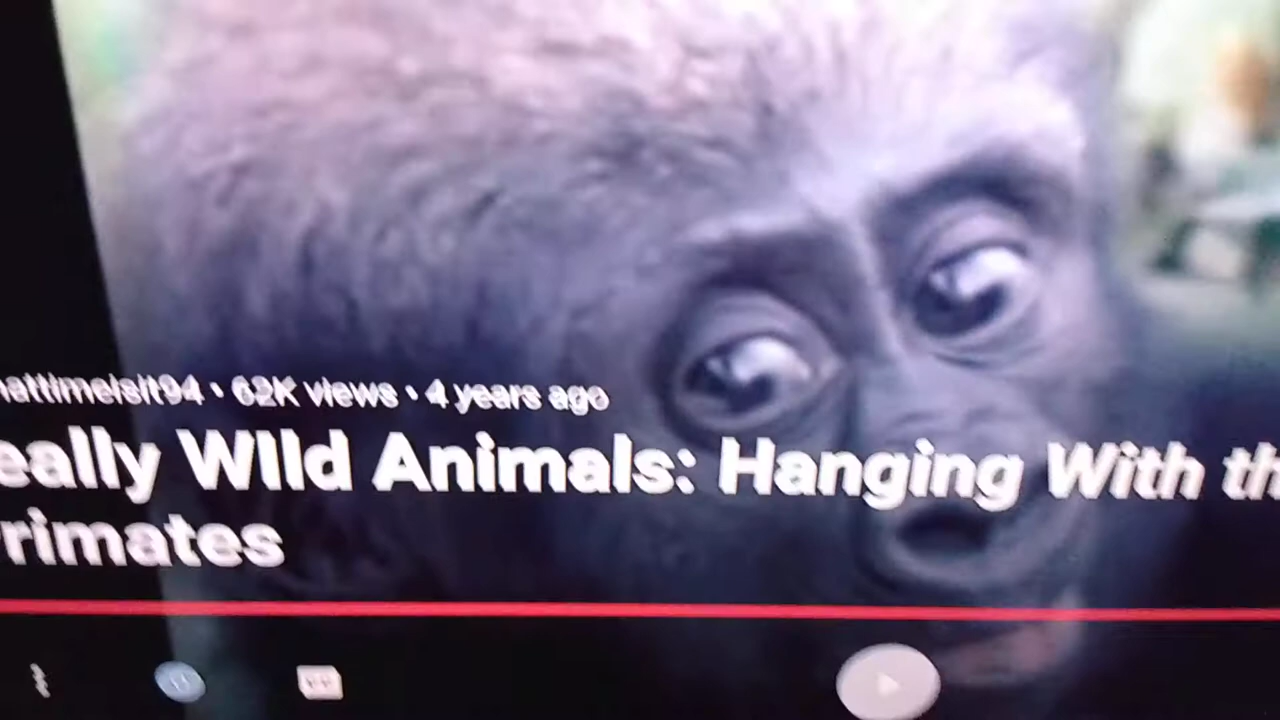 hattimeisit94 • 62K views • 4 years ago
eally Wild Animals: Hanging With th
rimates